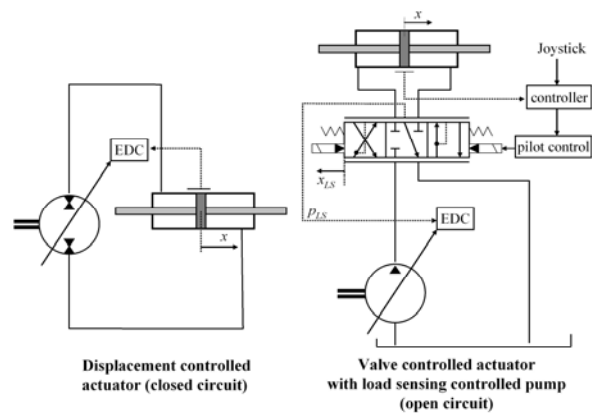 x
Joystick
controller
pilot control
EDC
x_LS
p_LS
EDC
x
Displacement controlled
actuator (closed circuit)
Valve controlled actuator
with load sensing controlled pump
(open circuit)